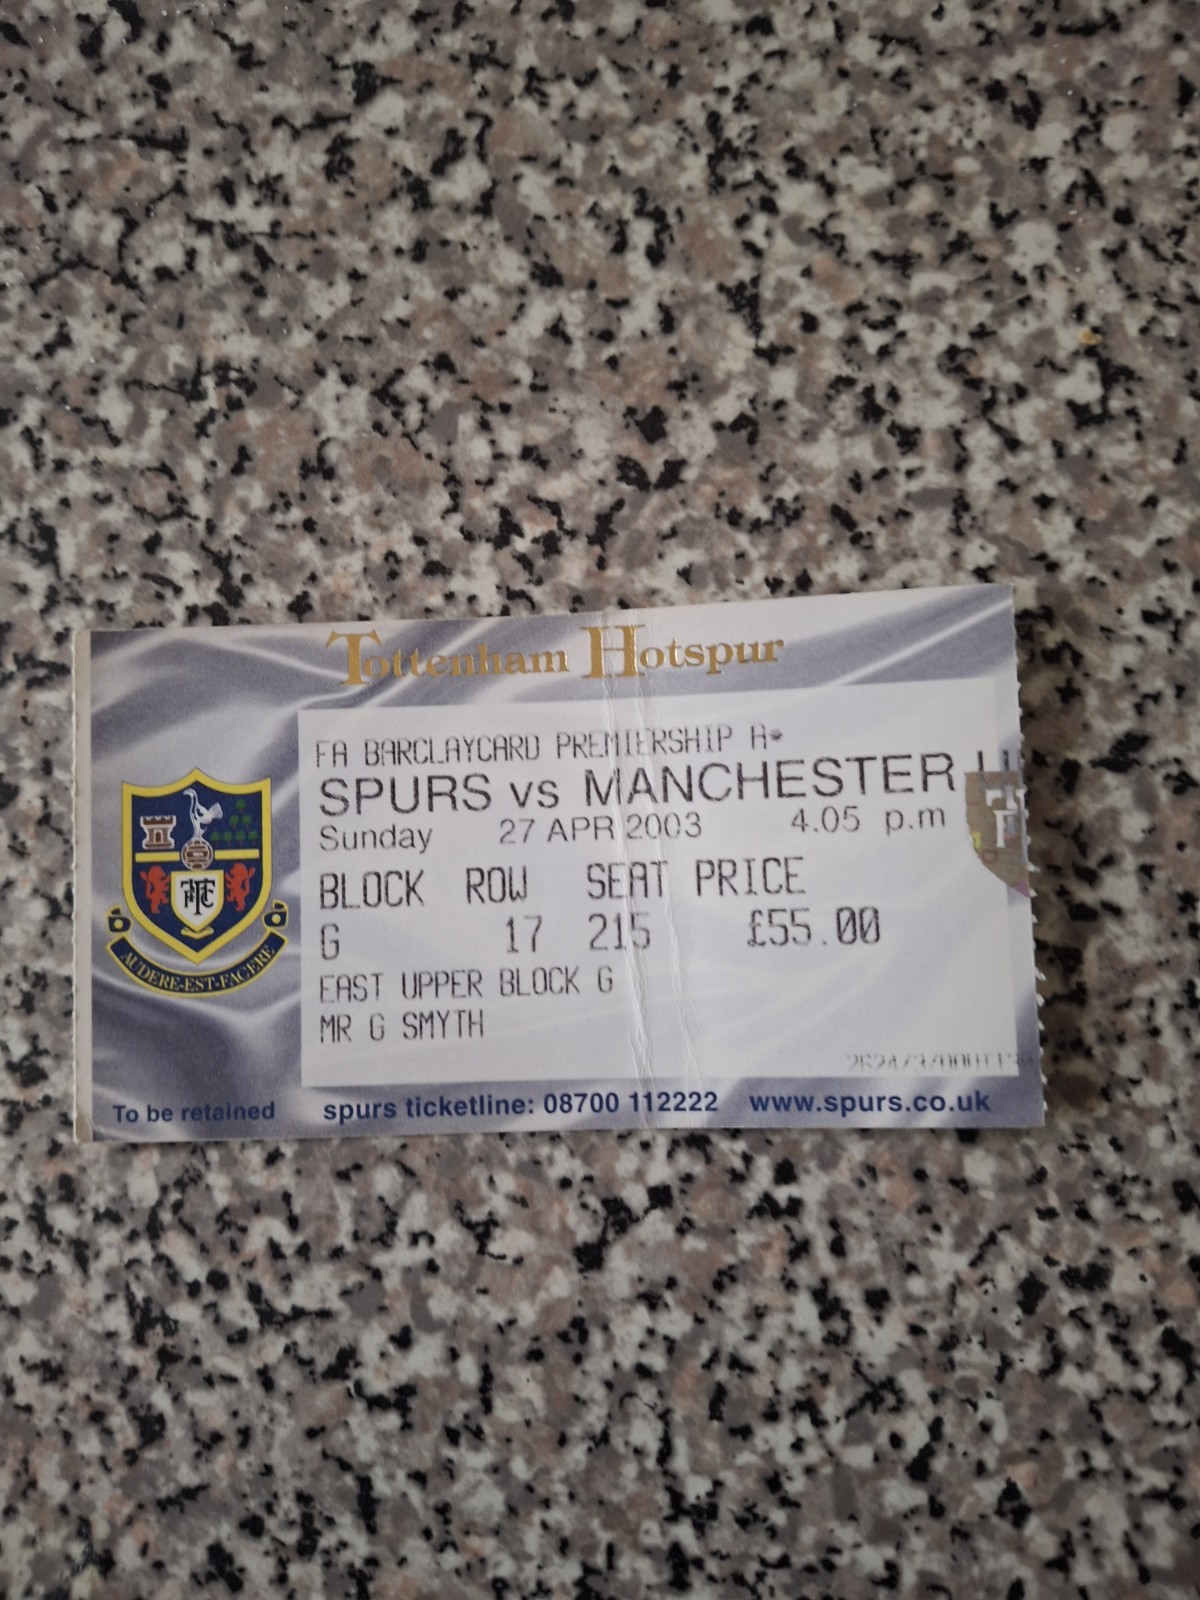 Tottenham Hotspur
FA BARCLAYCARD PREMIERSHIP A*
SPURS vs MANCHESTER U
Sunday 27 APR 2003 4.05 p.m
BLOCK ROW SEAT PRICE
G 17 215 £55.00
EAST UPPER BLOCK G
MR G SMYTH
AUDERE-EST-FACERE
To be retained spurs ticketline: 08700 112222 www.spurs.co.uk